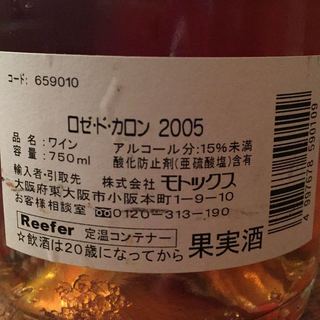 コード: 659010
ロゼ・ド・カロン 2005
品名:ワイン アルコール分:15%未満
容量:750ml 酸化防止剤(亜硫酸塩)含有
輸入者・引取先 株式会社 モトックス
大阪府東大阪市小阪本町1-9-10
お客様相談室 0120-313-190
Reefer 定温コンテナー
☆飲酒は20歳になってから 果実酒
4 967678 590109